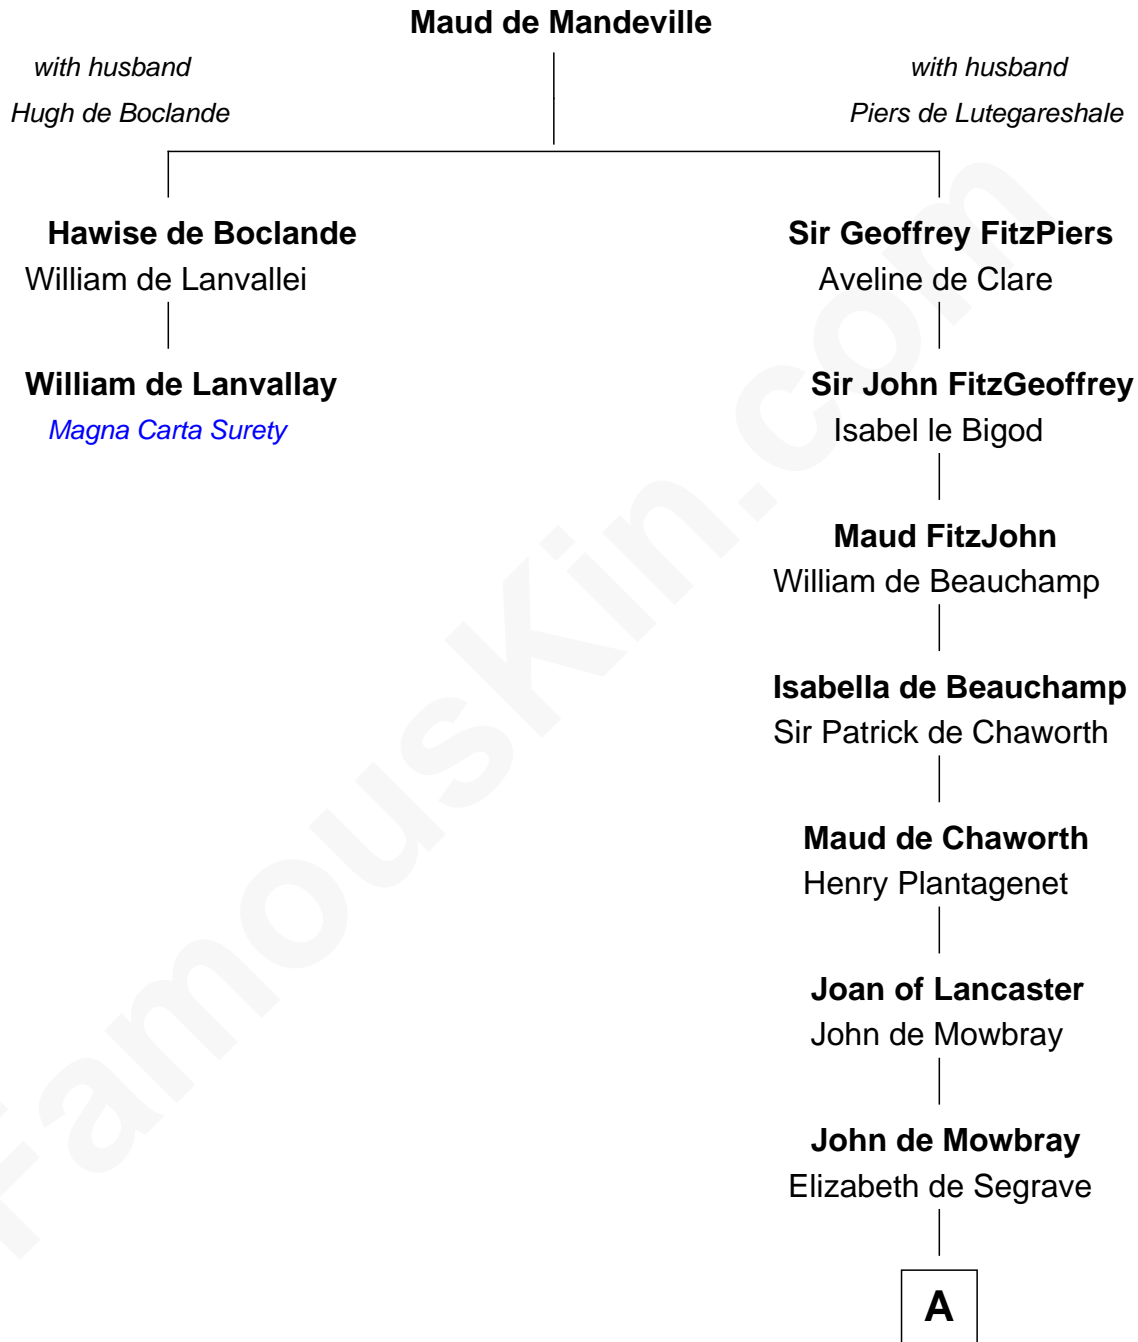 Maud de Mandeville
with husband
Hugh de Boclande
with husband
Piers de Lutegareshale
Hawise de Boclande
William de Lanvallei
Sir Geoffrey FitzPiers
Aveline de Clare
William de Lanvallay
Magna Carta Surety
Sir John FitzGeoffrey
Isabel le Bigod
Maud FitzJohn
William de Beauchamp
Isabella de Beauchamp
Sir Patrick de Chaworth
Maud de Chaworth
Henry Plantagenet
Joan of Lancaster
John de Mowbray
John de Mowbray
Elizabeth de Segrave
A
FamousKin.com